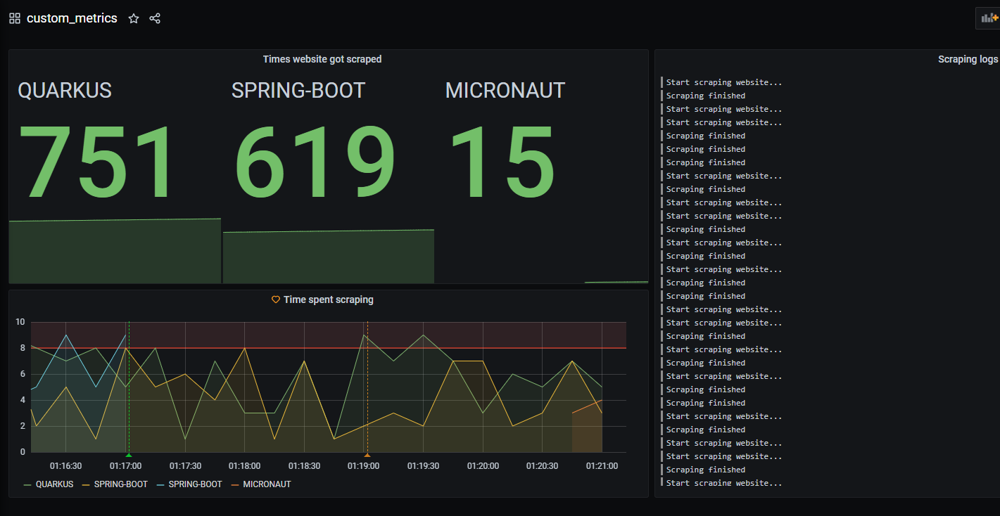 custom_metrics
Times website got scraped
QUARKUS SPRING-BOOT MICRONAUT
751 619 15
Time spent scraping
10
8
6
4
2
0
01:16:30 01:17:00 01:17:30 01:18:00 01:18:30 01:19:00 01:19:30 01:20:00 01:20:30 01:21:00
QUARKUS SPRING-BOOT SPRING-BOOT MICRONAUT
Scraping logs
Start scraping website...
Scraping finished
Start scraping website...
Start scraping website...
Scraping finished
Scraping finished
Scraping finished
Start scraping website...
Scraping finished
Start scraping website...
Start scraping website...
Scraping finished
Start scraping website...
Scraping finished
Start scraping website...
Scraping finished
Scraping finished
Start scraping website...
Start scraping website...
Scraping finished
Start scraping website...
Scraping finished
Start scraping website...
Scraping finished
Scraping finished
Start scraping website...
Scraping finished
Start scraping website...
Start scraping website...
Scraping finished
Start scraping website...